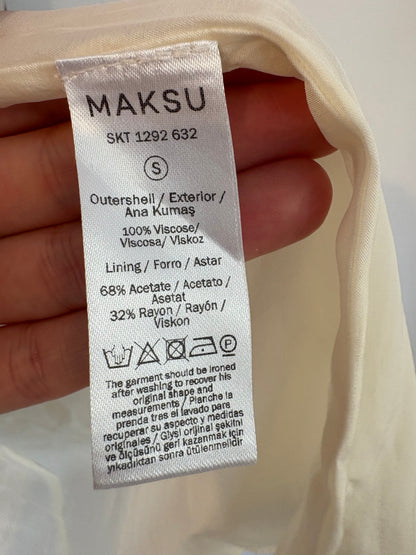 MAKSU
SKT 1292 632
S
Outershell / Exterior /
Ana Kumaş
100% Viscose/
Viscosa/ Viskoz
Lining / Forro / Astar
68% Acetate / Acetato /
Asetat
32% Rayon / Rayón /
Viskon
P
The garment should be ironed
after washing to recover his
original shape and
measurements / Planche la
prenda tres el lavado para
recuperar su aspecto y medidas
originales / Giysi orijinal şeklini
ve ölçüsünü geri kazanmak için
yıkadıktan sonra ütülenmelidir